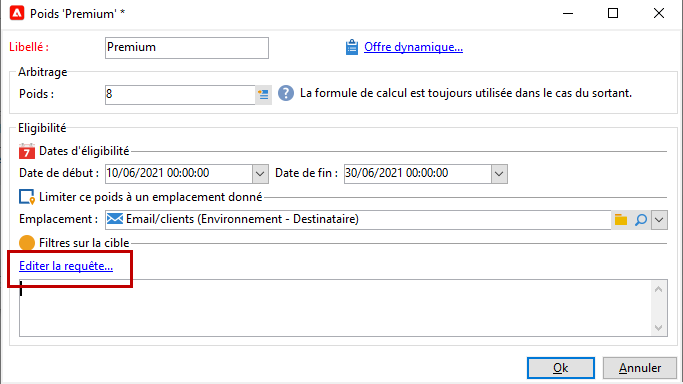 Poids 'Premium' *
Libellé : Premium Offre dynamique...
Arbitrage
Poids : 8 ? La formule de calcul est toujours utilisée dans le cas du sortant.
Eligibilité
7 Dates d'éligibilité
Date de début : 10/06/2021 00:00:00 Date de fin : 30/06/2021 00:00:00
Limiter ce poids à un emplacement donné
Emplacement : Email/clients (Environnement - Destinataire)
Filtres sur la cible
Editer la requête...
Ok Annuler